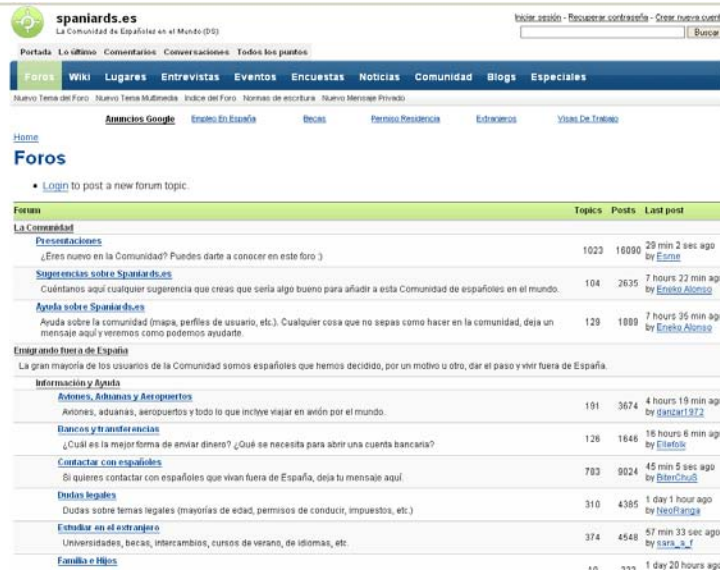 spaniards.es
La Comunidad de Españoles en el Mundo (DS)
Iniciar sesión - Recuperar contraseña - Crear nueva cuent
Buscar
Portada Lo último Comentarios Conversaciones Todos los puntos
Foros Wiki Lugares Entrevistas Eventos Encuestas Noticias Comunidad Blogs Especiales
Nuevo Tema del Foro Nuevo Tema Multimedia Indice del Foro Normas de escritura Nuevo Mensaje Privado
Anuncios Google Empleo En España Becas Permiso Residencia Extranjeros Visas De Trabajo
Home
Foros
Login to post a new forum topic.
Forum Topics Posts Last post
La Comunidad
Presentaciones
¿Eres nuevo en la Comunidad? Puedes darte a conocer en este foro :)
1023 16090 29 min 2 sec ago
by Esme
Sugerencias sobre Spaniards.es
Cuéntanos aquí cualquier sugerencia que creas que sería algo bueno para añadir a esta Comunidad de españoles en el mundo.
104 2635 7 hours 22 min ago
by Eneko Alonso
Ayuda sobre Spaniards.es
Ayuda sobre la comunidad (mapa, perfiles de usuario, etc.). Cualquier cosa que no sepas como hacer en la comunidad, deja un
mensaje aquí y veremos como podemos ayudarte.
129 1889 7 hours 35 min ago
by Eneko Alonso
Emigrando fuera de España
La gran mayoría de los usuarios de la Comunidad somos españoles que hemos decidido, por un motivo u otro, dar el paso y vivir fuera de España.
Información y Ayuda
Aviones, Aduanas y Aeropuertos
Aviones, aduanas, aeropuertos y todo lo que inclyve viajar en avión por el mundo.
191 3674 4 hours 19 min ago
by danzar1972
Bancos y transferencias
¿Cuál es la mejor forma de enviar dinero? ¿Qué se necesita para abrir una cuenta bancaria?
126 1646 16 hours 6 min ago
by Ellefolk
Contactar con españoles
Si quieres contactar con españoles que vivan fuera de España, deja tu mensaje aquí.
783 9024 45 min 5 sec ago
by BiterChuS
Dudas legales
Dudas sobre temas legales (mayorías de edad, permisos de conducir, impuestos, etc.)
310 4385 1 day 1 hour ago
by NeoRanga
Estudiar en el extranjero
Universidades, becas, intercambios, cursos de verano, de idiomas, etc.
374 4548 57 min 33 sec ago
by sara_a_f
Familia e Hijos
1 day 20 hours ago